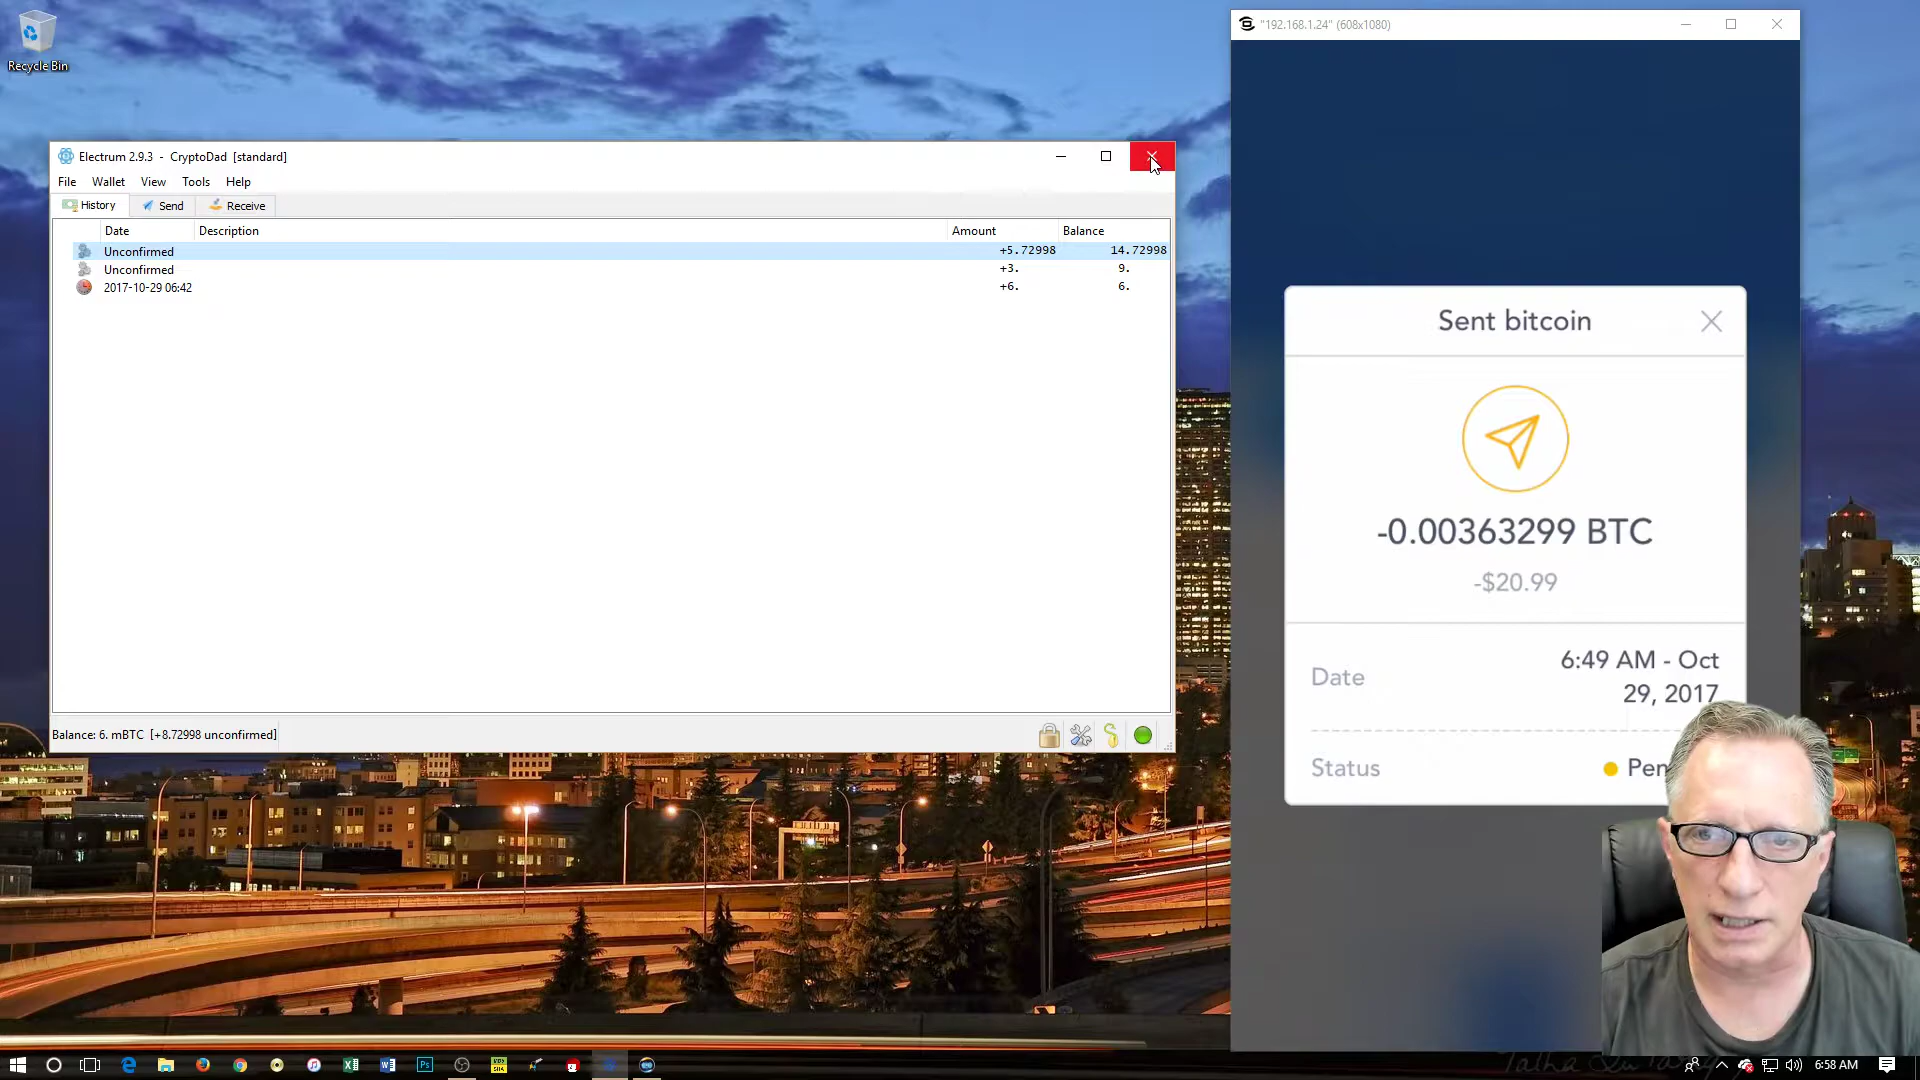 Recycle Bin
"192.168.1.24" (608x1080)
Electrum 2.9.3 - CryptoDad [standard]
File Wallet View Tools Help
History Send Receive
Date Description Amount Balance
Unconfirmed +5.72998 14.72998
Unconfirmed +3. 9.
2017-10-29 06:42 +6. 6.
Balance: 6. mBTC [+8.72998 unconfirmed]
Sent bitcoin
-0.00363299 BTC
-$20.99
Date 6:49 AM - Oct
29, 2017
Status Pen
6:58 AM